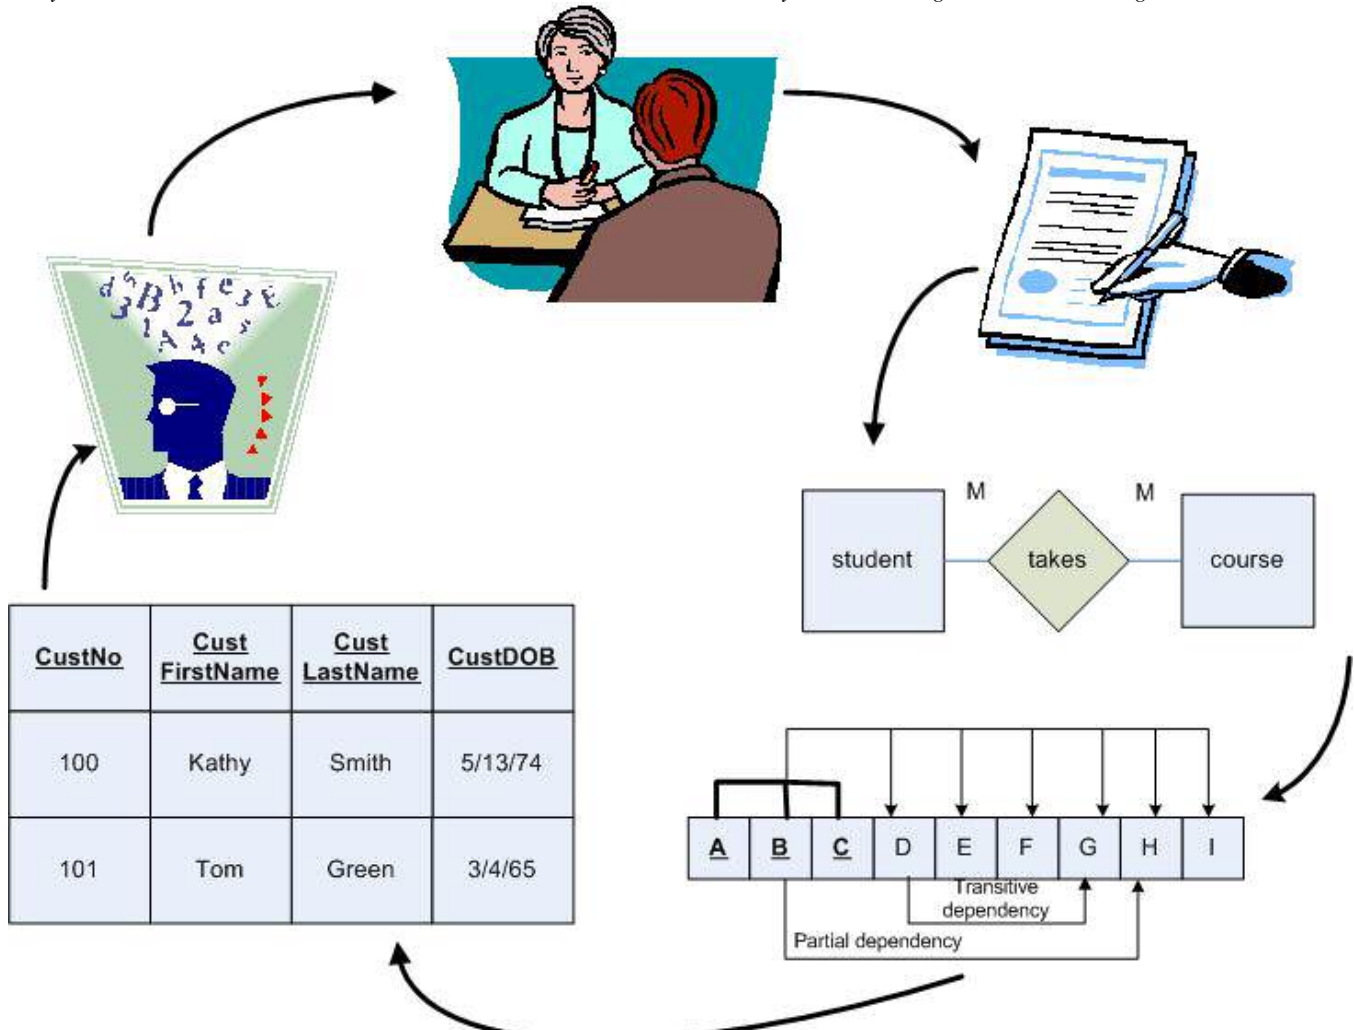 M
M
student
takes
course
CustNo
Cust
FirstName
Cust
LastName
CustDOB
100
Kathy
Smith
5/13/74
101
Tom
Green
3/4/65
A B C D E F G H I
Transitive
dependency
Partial dependency